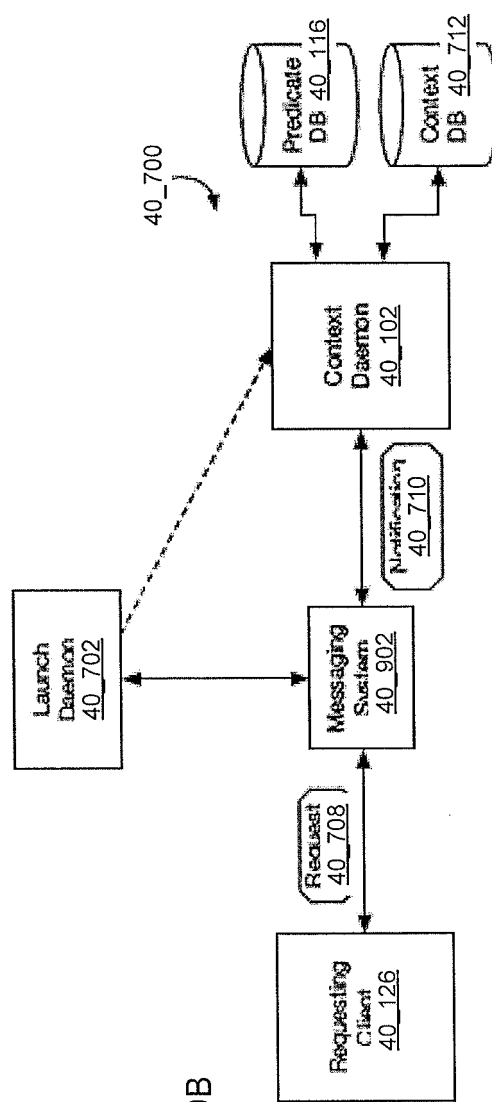 40_700
Launch
Daemon
40_702
Requesting
Client
40_126
Request
40_708
Messaging
System
40_902
Notification
40_710
Context
Daemon
40_102
Predicate
DB 40_116
Context
DB 40_712